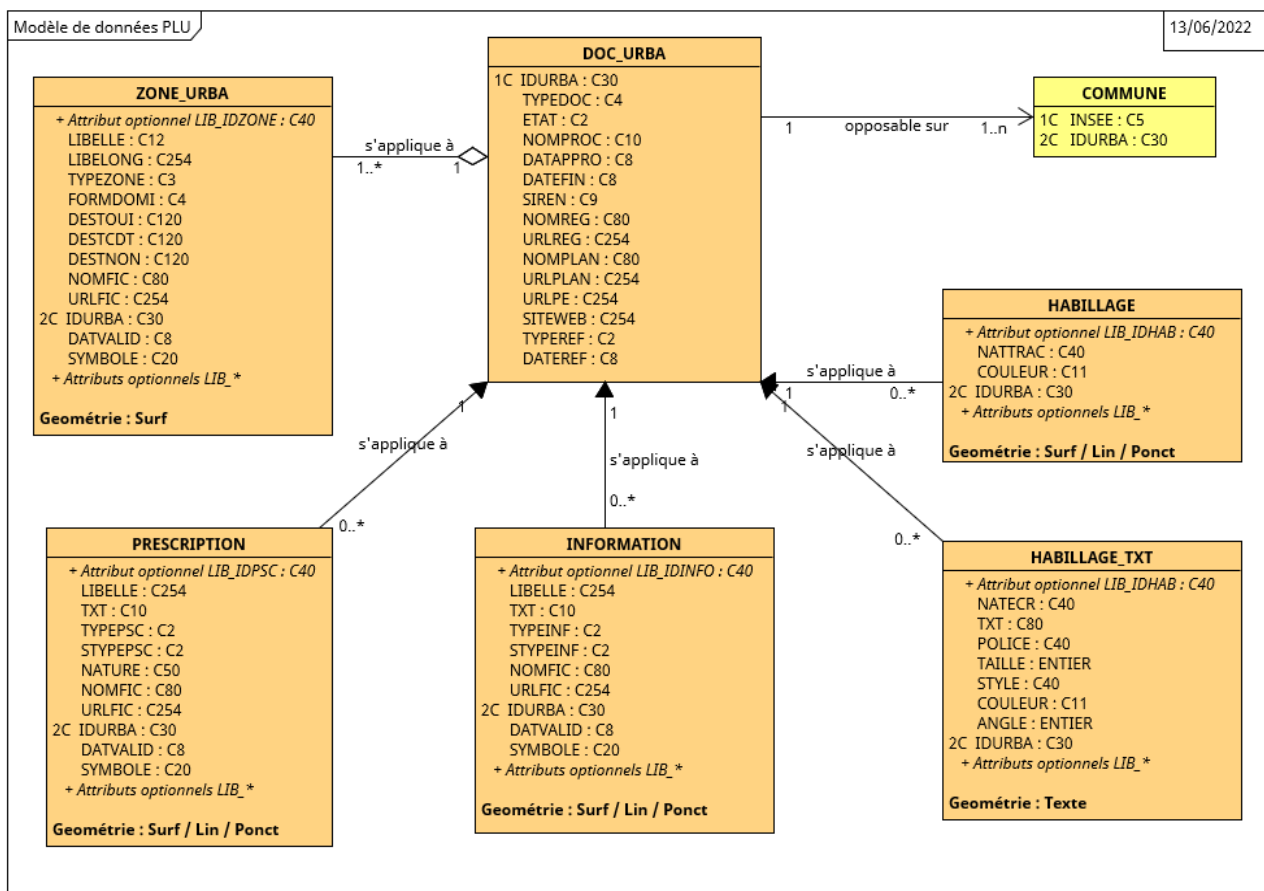 Modèle de données PLU
13/06/2022
DOC_URBA
1C IDURBA : C30
TYPEDOC : C4
ETAT : C2
NOMPROC : C10
DATAPPRO : C8
DATEFIN : C8
SIREN : C9
NOMREG : C80
URLREG : C254
NOMPLAN : C80
URLPLAN : C254
URLPE : C254
SITEWEB : C254
TYPEREF : C2
DATEREF : C8
ZONE_URBA
+ Attribut optionnel LIB_IDZONE : C40
LIBELLE : C12
LIBELONG : C254
TYPEZONE : C3
FORMDOMI : C4
DESTOUI : C120
DESTCDT : C120
DESTNON : C120
NOMFIC : C80
URLFIC : C254
2C IDURBA : C30
DATVALID : C8
SYMBOLE : C20
+ Attributs optionnels LIB_*
Geométrie : Surf
s'applique à
1..*
1
COMMUNE
1C INSEE : C5
2C IDURBA : C30
1
opposable sur
1..n
HABILLAGE
+ Attribut optionnel LIB_IDHAB : C40
NATTRAC : C40
COULEUR : C11
2C IDURBA : C30
+ Attributs optionnels LIB_*
Geométrie : Surf / Lin / Ponct
s'applique à
1
0..*
1
s'applique à
0..*
1
s'applique à
0..*
1
1
s'applique à
0..*
PRESCRIPTION
+ Attribut optionnel LIB_IDPSC : C40
LIBELLE : C254
TXT : C10
TYPEPSC : C2
STYPEPSC : C2
NATURE : C50
NOMFIC : C80
URLFIC : C254
2C IDURBA : C30
DATVALID : C8
SYMBOLE : C20
+ Attributs optionnels LIB_*
Geométrie : Surf / Lin / Ponct
INFORMATION
+ Attribut optionnel LIB_IDINFO : C40
LIBELLE : C254
TXT : C10
TYPEINF : C2
STYPEINF : C2
NOMFIC : C80
URLFIC : C254
2C IDURBA : C30
DATVALID : C8
SYMBOLE : C20
+ Attributs optionnels LIB_*
Geométrie : Surf / Lin / Ponct
HABILLAGE_TXT
+ Attribut optionnel LIB_IDHAB : C40
NATECR : C40
TXT : C80
POLICE : C40
TAILLE : ENTIER
STYLE : C40
COULEUR : C11
ANGLE : ENTIER
2C IDURBA : C30
+ Attributs optionnels LIB_*
Geométrie : Texte